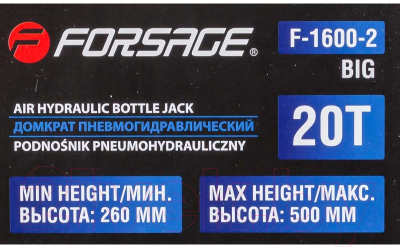 FORSAGE®
F-1600-2
BIG
AIR HYDRAULIC BOTTLE JACK
ДОМКРАТ ПНЕВМОГИДРАВЛИЧЕСКИЙ
PODNOŚNIK PNEUMOHYDRAULICZNY
20T
MIN HEIGHT/МИН.
ВЫСОТА: 260 ММ
MAX HEIGHT/МАКС.
ВЫСОТА: 500 ММ